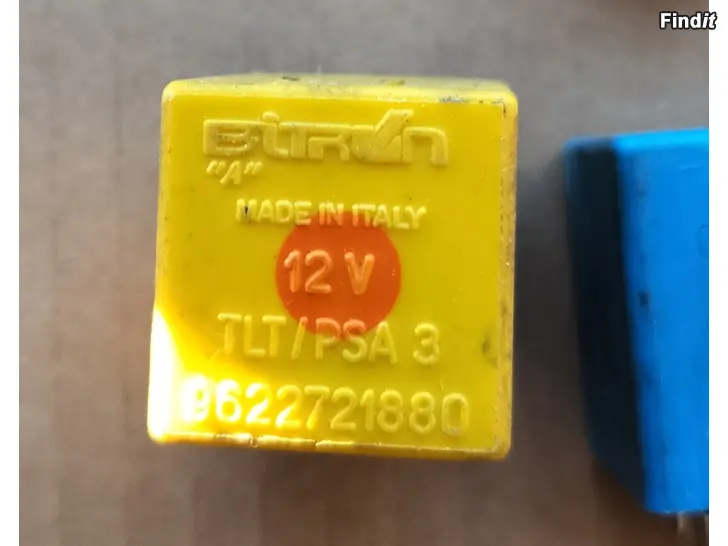 Findit
BiTRON
"A"
MADE IN ITALY
12 V
TLT/PSA 3
9622721880